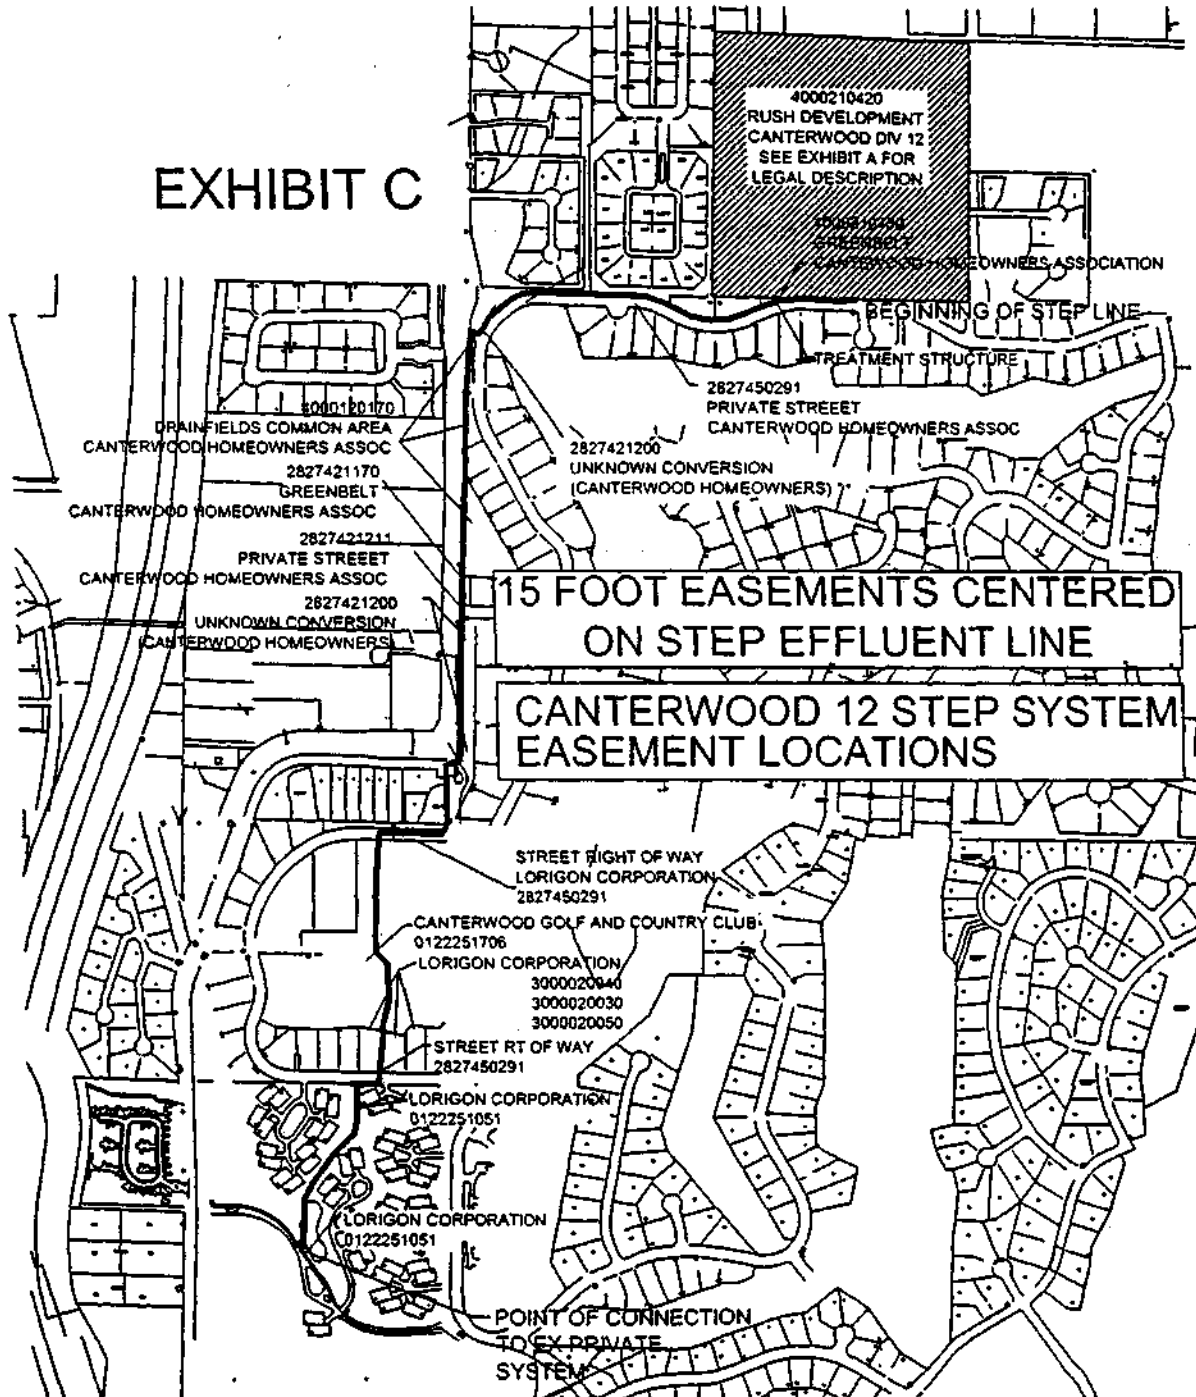 EXHIBIT C
4000210420
RUSH DEVELOPMENT
CANTERWOOD DIV 12
SEE EXHIBIT A FOR
LEGAL DESCRIPTION
GREENBELT
CANTERWOOD HOMEOWNERS ASSOCIATION
BEGINNING OF STEP LINE
TREATMENT STRUCTURE
2827450291
PRIVATE STREEET
CANTERWOOD HOMEOWNERS ASSOC
4000120170
DRAINFIELDS COMMON AREA
CANTERWOOD HOMEOWNERS ASSOC
2827421170
GREENBELT
CANTERWOOD HOMEOWNERS ASSOC
2827421211
PRIVATE STREEET
CANTERWOOD HOMEOWNERS ASSOC
2827421200
UNKNOWN CONVERSION
(CANTERWOOD HOMEOWNERS)
2827421200
UNKNOWN CONVERSION
(CANTERWOOD HOMEOWNERS)
15 FOOT EASEMENTS CENTERED
ON STEP EFFLUENT LINE
CANTERWOOD 12 STEP SYSTEM
EASEMENT LOCATIONS
STREET RIGHT OF WAY
LORIGON CORPORATION
2827450291
CANTERWOOD GOLF AND COUNTRY CLUB
0122251706
LORIGON CORPORATION
3000020040
3000020030
3000020050
STREET RT OF WAY
2827450291
LORIGON CORPORATION
0122251051
LORIGON CORPORATION
0122251051
POINT OF CONNECTION
TO EX PRIVATE
SYSTEM